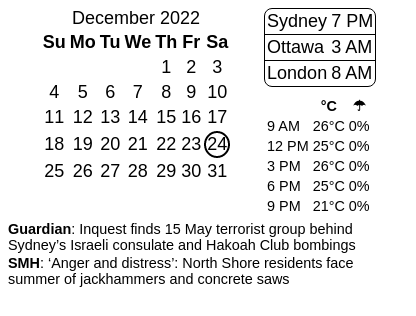 December 2022
Su Mo Tu We Th Fr Sa
1 2 3
4 5 6 7 8 9 10
11 12 13 14 15 16 17
18 19 20 21 22 23 24
25 26 27 28 29 30 31
Sydney 7 PM
Ottawa 3 AM
London 8 AM
°C ☂
9 AM 26°C 0%
12 PM 25°C 0%
3 PM 26°C 0%
6 PM 25°C 0%
9 PM 21°C 0%
Guardian: Inquest finds 15 May terrorist group behind
Sydney’s Israeli consulate and Hakoah Club bombings
SMH: ‘Anger and distress’: North Shore residents face
summer of jackhammers and concrete saws